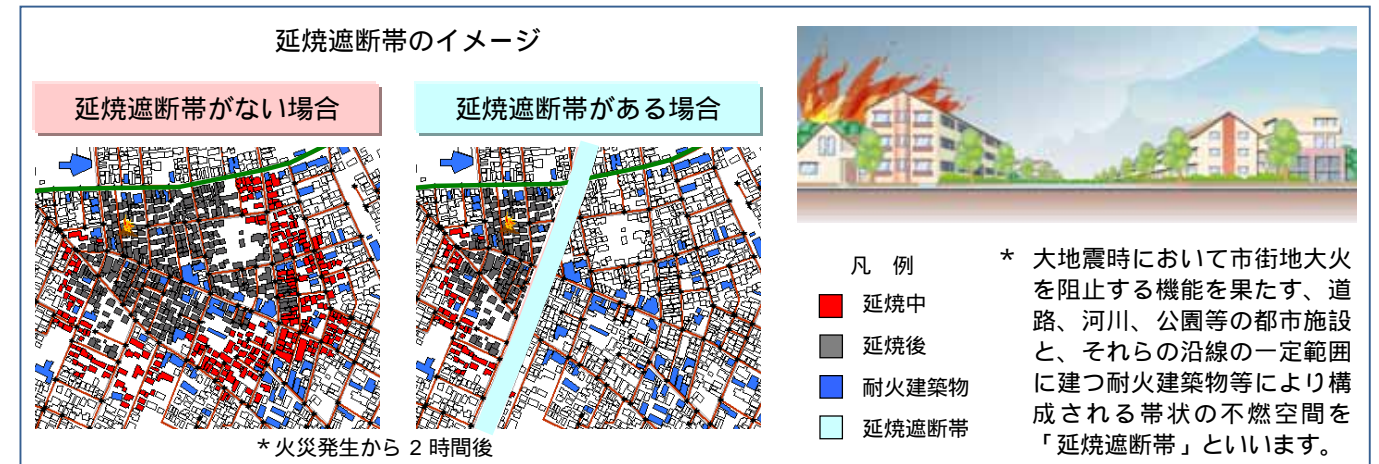 延焼遮断帯のイメージ
延焼遮断帯がない場合
延焼遮断帯がある場合
*火災発生から 2 時間後
凡 例
延焼中
延焼後
耐火建築物
延焼遮断帯
* 大地震時において市街地大火
を阻止する機能を果たす、道
路、河川、公園等の都市施設
と、それらの沿線の一定範囲
に建つ耐火建築物等により構
成される帯状の不燃空間を
「延焼遮断帯」といいます。